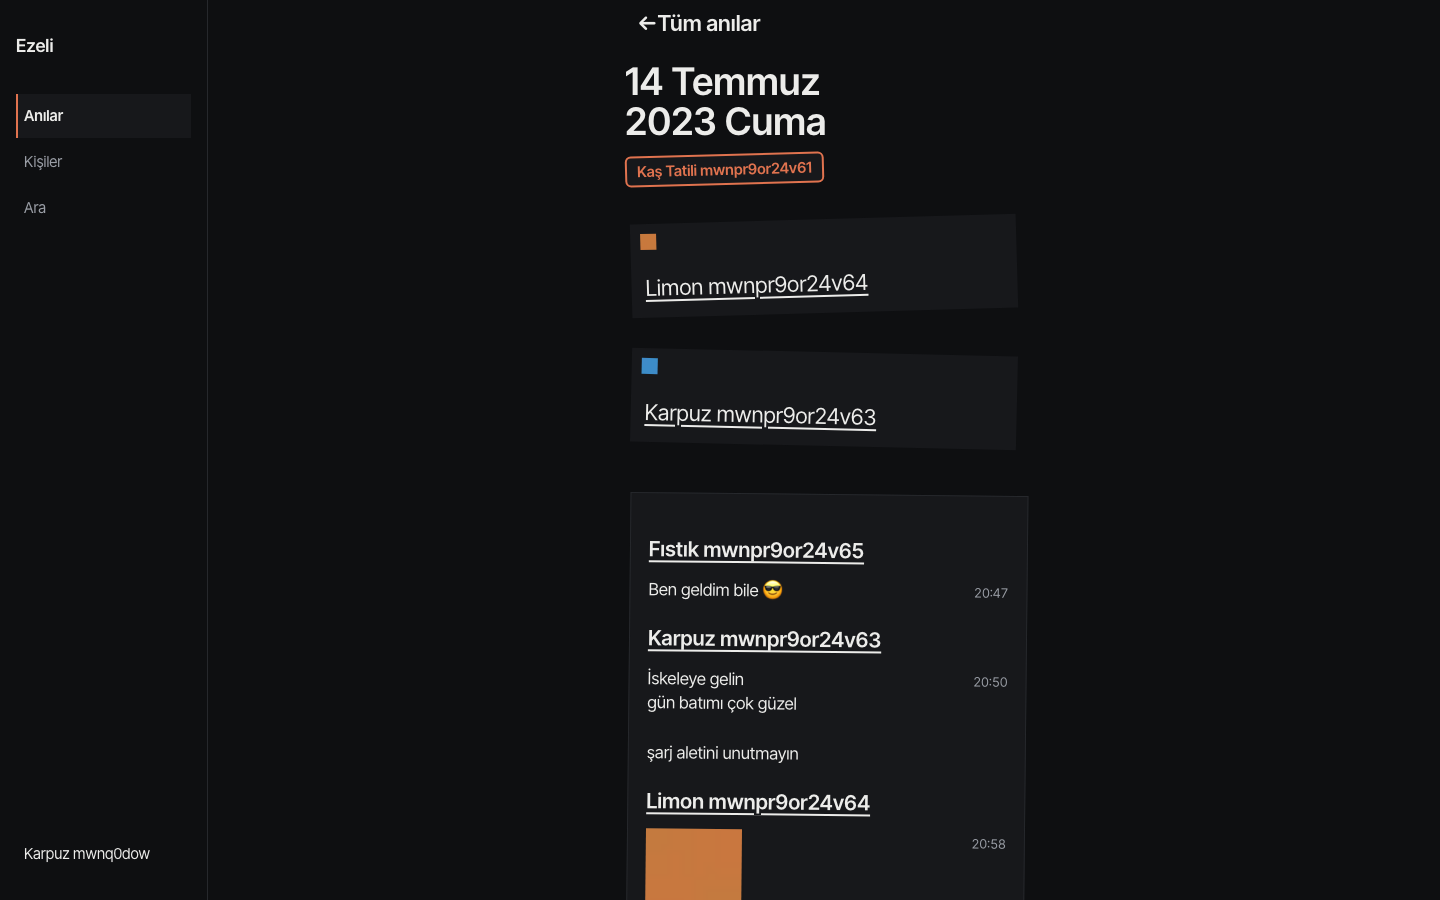 Ezeli
Anılar
Kişiler
Ara
Karpuz mwnq0dow
←Tüm anılar
14 Temmuz
2023 Cuma
Kaş Tatili mwnpr9or24v61
Limon mwnpr9or24v64
Karpuz mwnpr9or24v63
Fıstık mwnpr9or24v65
Ben geldim bile 😎 20:47
Karpuz mwnpr9or24v63
İskeleye gelin 20:50
gün batımı çok güzel
şarj aletini unutmayın
Limon mwnpr9or24v64
20:58